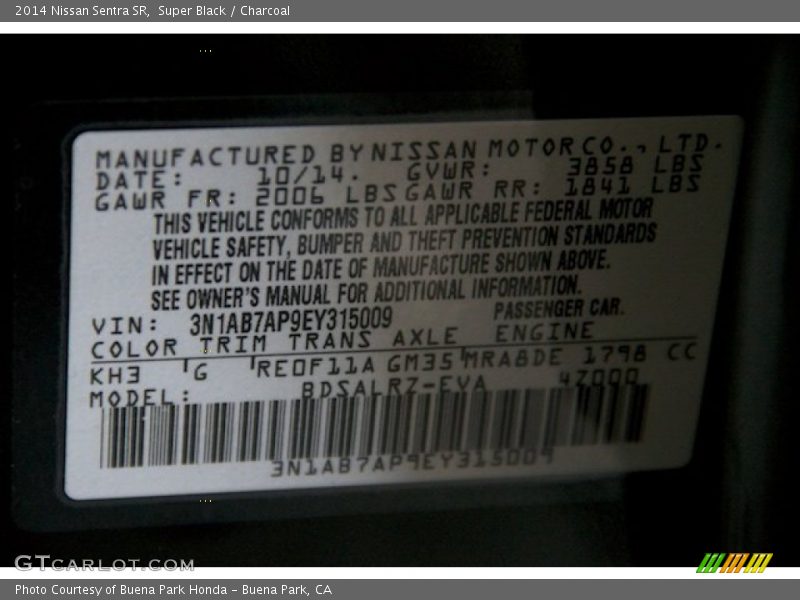 2014 Nissan Sentra SR, Super Black / Charcoal
MANUFACTURED BY NISSAN MOTOR CO., LTD.
DATE: 10/14. GVWR: 3858 LBS
GAWR FR: 2006 LBS GAWR RR: 1841 LBS
THIS VEHICLE CONFORMS TO ALL APPLICABLE FEDERAL MOTOR
VEHICLE SAFETY, BUMPER AND THEFT PREVENTION STANDARDS
IN EFFECT ON THE DATE OF MANUFACTURE SHOWN ABOVE.
SEE OWNER'S MANUAL FOR ADDITIONAL INFORMATION.
VIN: 3N1AB7AP9EY315009 PASSENGER CAR.
COLOR TRIM TRANS AXLE ENGINE
KH3 G RE0F11A GM35 MRA8DE 1798 CC
MODEL: BDSALRZ-EVA 4Z000
3N1AB7AP9EY315009
GTCARLOT.COM
Photo Courtesy of Buena Park Honda - Buena Park, CA